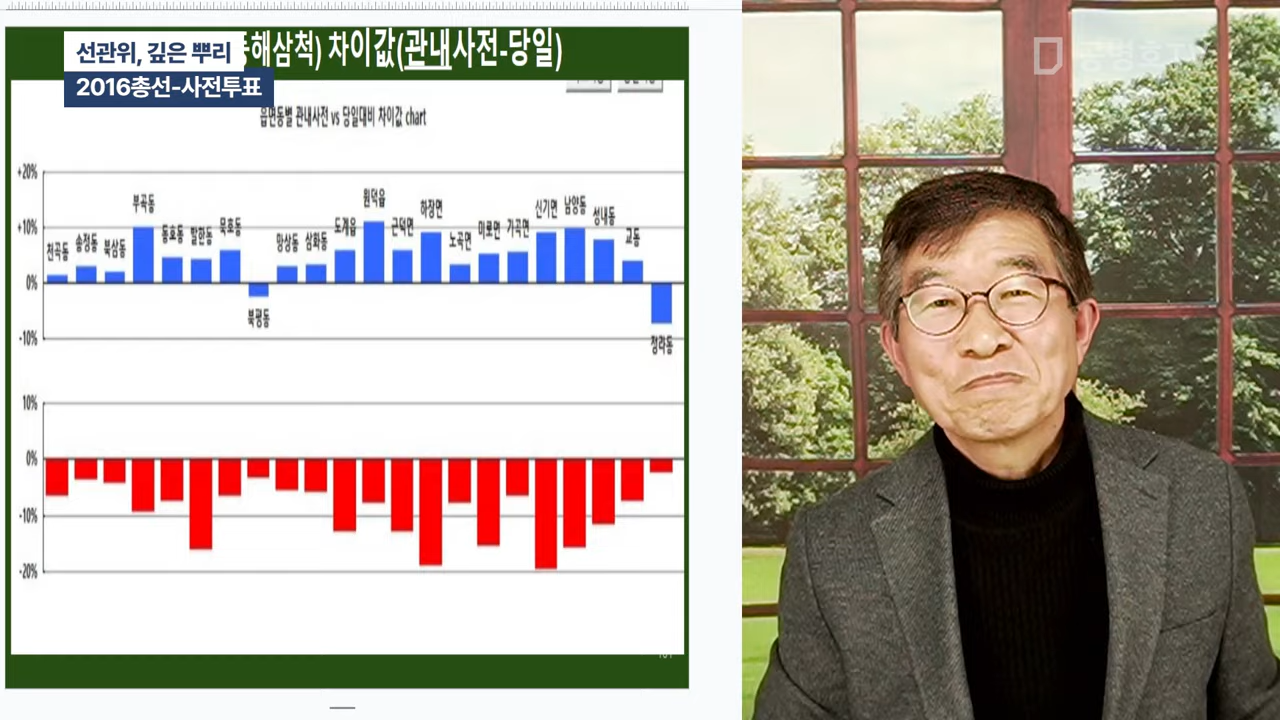 선관위, 깊은 뿌리
2016총선-사전투표
동해삼척) 차이값(관내사전-당일)
공병호TV
읍면동별 관내사전 vs 당일대비 차이값 chart
+20%
+10%
0%
-10%
천곡동
송정동
북삼동
부곡동
동호동
발한동
묵호동
북평동
망상동
삼화동
도계읍
원덕읍
근덕면
하장면
노곡면
미로면
가곡면
신기면
남양동
성내동
교동
정라동
10%
0%
-10%
-20%